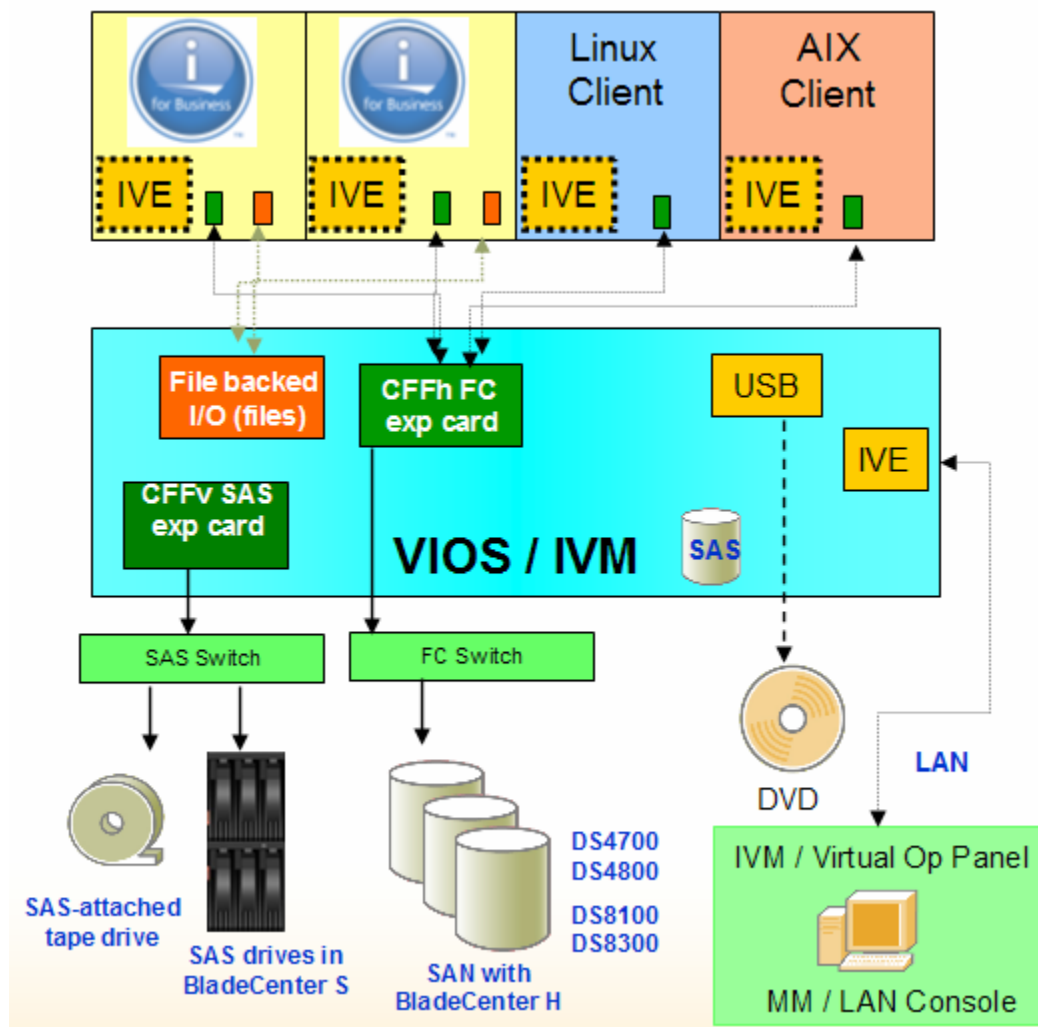 i
for Business
TM
i
for Business
TM
Linux
Client
AIX
Client
IVE
IVE
IVE
IVE
File backed
I/O (files)
CFFh FC
exp card
USB
IVE
CFFv SAS
exp card
VIOS / IVM
SAS
SAS Switch
FC Switch
LAN
DVD
DS4700
DS4800
DS8100
DS8300
IVM / Virtual Op Panel
MM / LAN Console
SAS-attached
tape drive
SAS drives in
BladeCenter S
SAN with
BladeCenter H